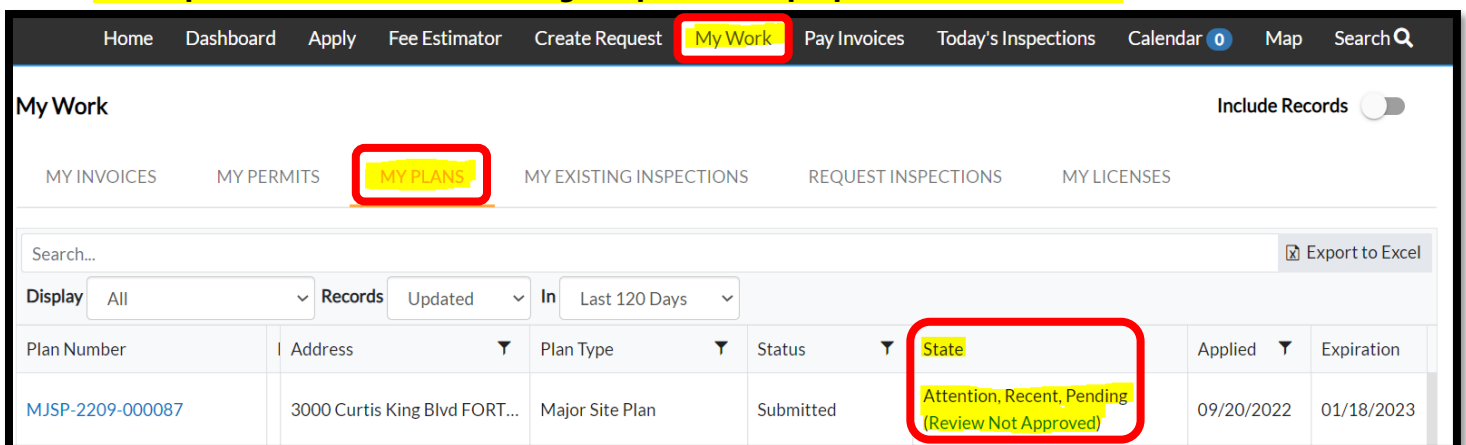 Home Dashboard Apply Fee Estimator Create Request My Work Pay Invoices Today's Inspections Calendar 0 Map Search
My Work Include Records
MY INVOICES MY PERMITS MY PLANS MY EXISTING INSPECTIONS REQUEST INSPECTIONS MY LICENSES
Search... Export to Excel
Display All Records Updated In Last 120 Days
Plan Number Address Plan Type Status State Applied Expiration
MJSP-2209-000087 3000 Curtis King Blvd FORT... Major Site Plan Submitted Attention, Recent, Pending 09/20/2022 01/18/2023
(Review Not Approved)